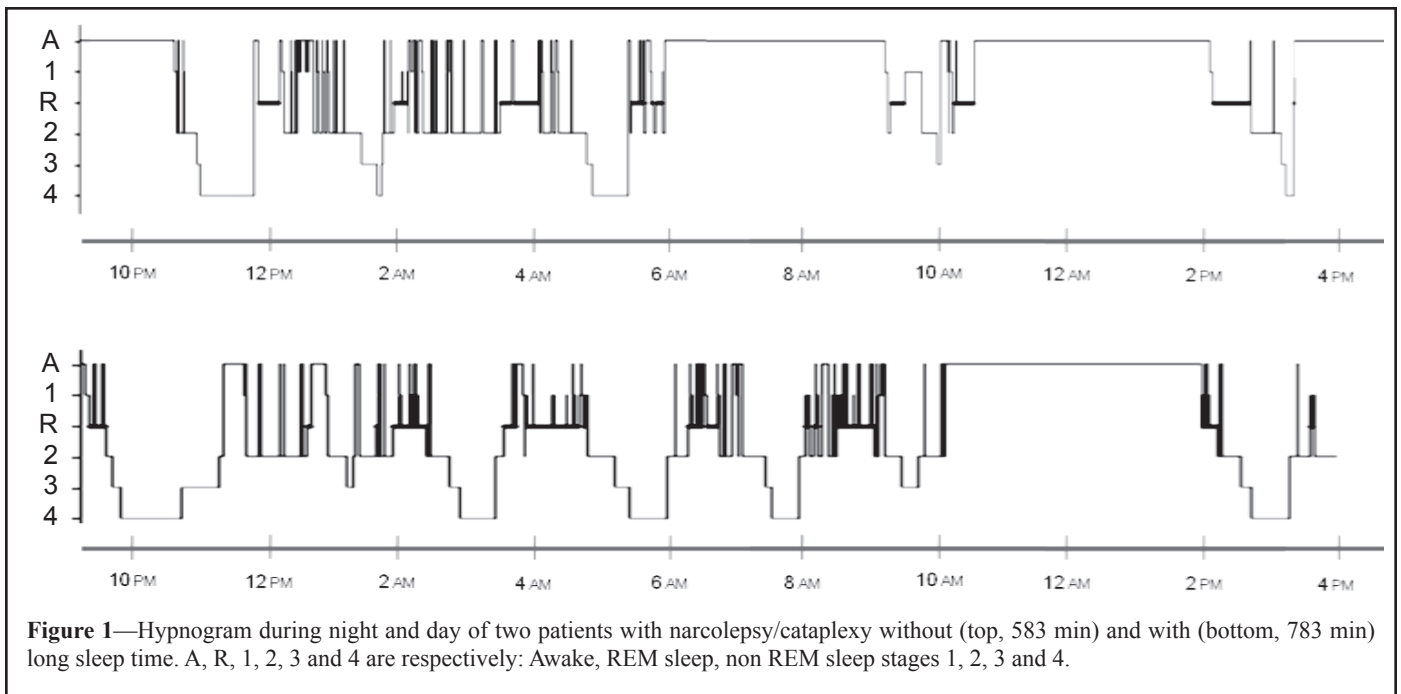 A
1
R
2
3
4
10 PM 12 PM 2 AM 4 AM 6 AM 8 AM 10 AM 12 AM 2 PM 4 PM
A
1
R
2
3
4
10 PM 12 PM 2 AM 4 AM 6 AM 8 AM 10 AM 12 AM 2 PM 4 PM
Figure 1—Hypnogram during night and day of two patients with narcolepsy/cataplexy without (top, 583 min) and with (bottom, 783 min)
long sleep time. A, R, 1, 2, 3 and 4 are respectively: Awake, REM sleep, non REM sleep stages 1, 2, 3 and 4.